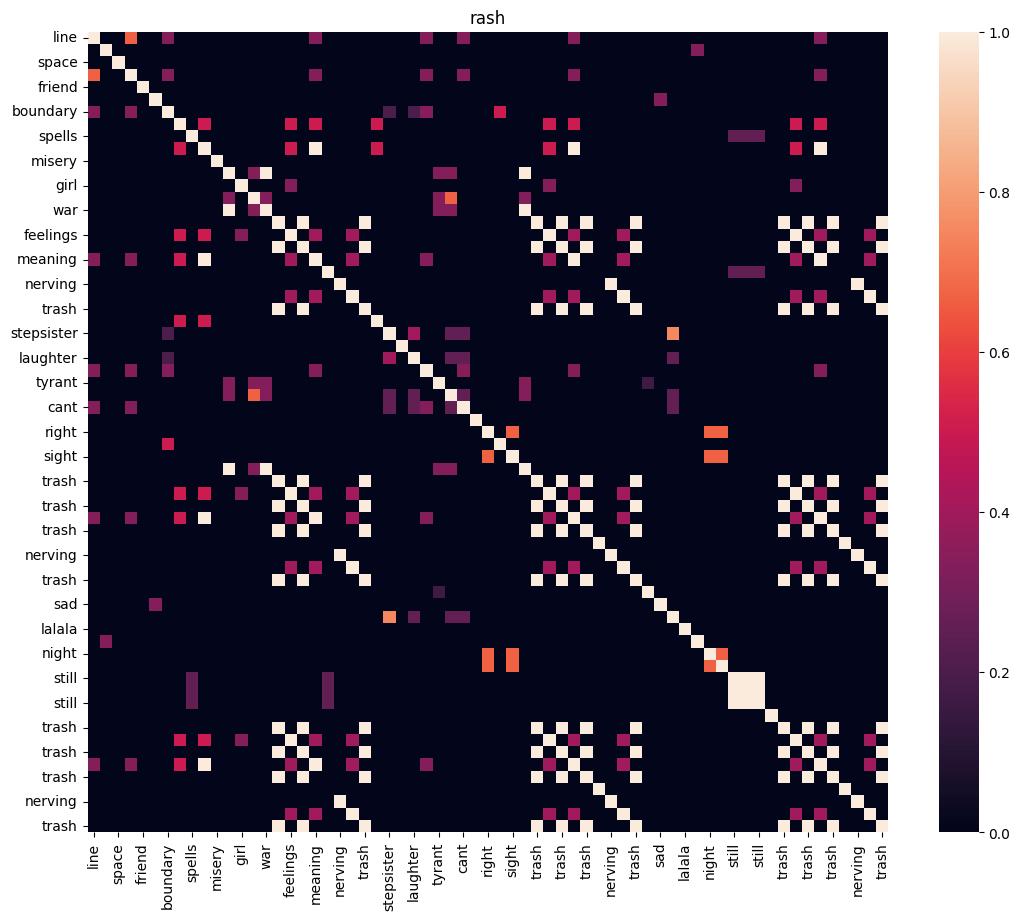 rash
line
space
friend
boundary
spells
misery
girl
war
feelings
meaning
nerving
trash
stepsister
laughter
tyrant
cant
right
sight
trash
trash
trash
nerving
trash
sad
lalala
night
still
still
trash
trash
trash
nerving
trash
1.0
0.8
0.6
0.4
0.2
0.0
line
space
friend
boundary
spells
misery
girl
war
feelings
meaning
nerving
trash
stepsister
laughter
tyrant
cant
right
sight
trash
trash
trash
nerving
trash
sad
lalala
night
still
still
trash
trash
trash
nerving
trash